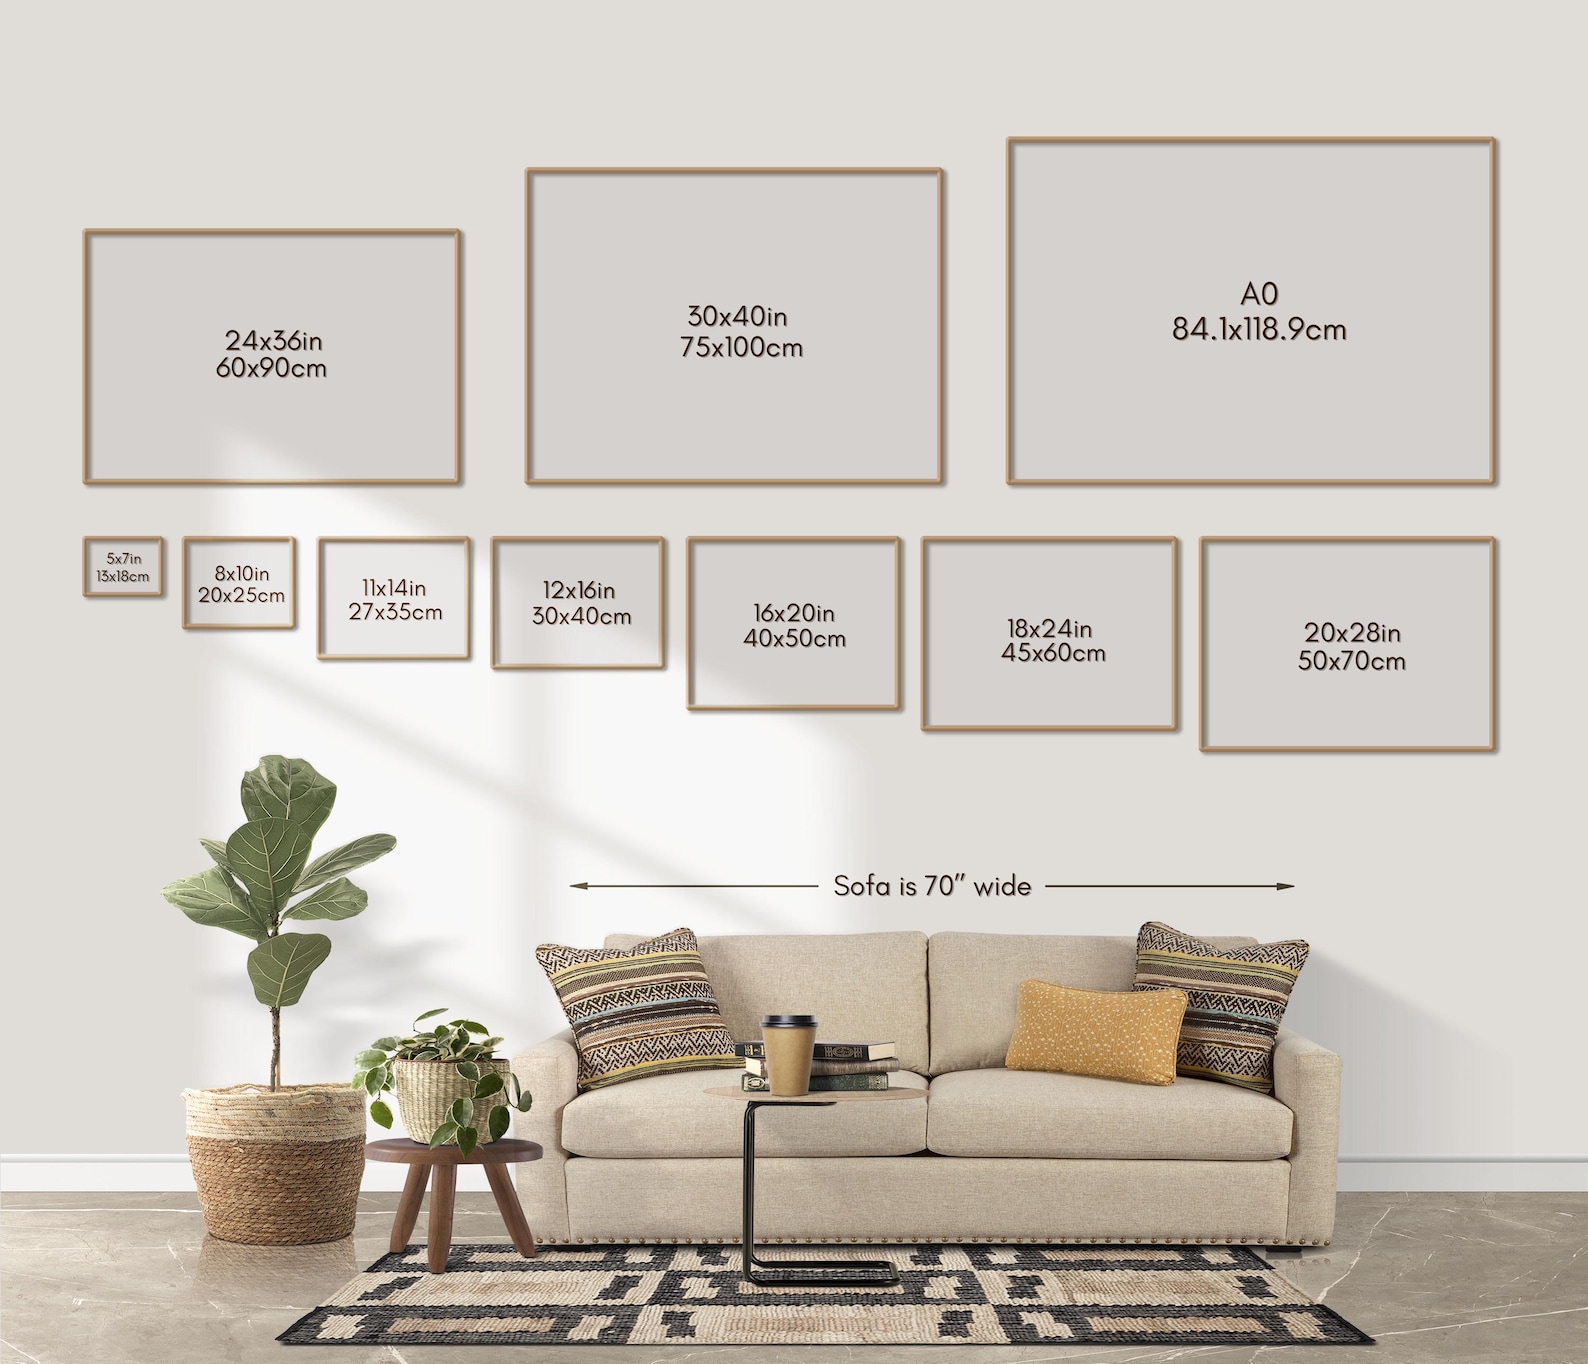 24x36in
60x90cm
30x40in
75x100cm
A0
84.1x118.9cm
5x7in
13x18cm
8x10in
20x25cm
11x14in
27x35cm
12x16in
30x40cm
16x20in
40x50cm
18x24in
45x60cm
20x28in
50x70cm
Sofa is 70” wide